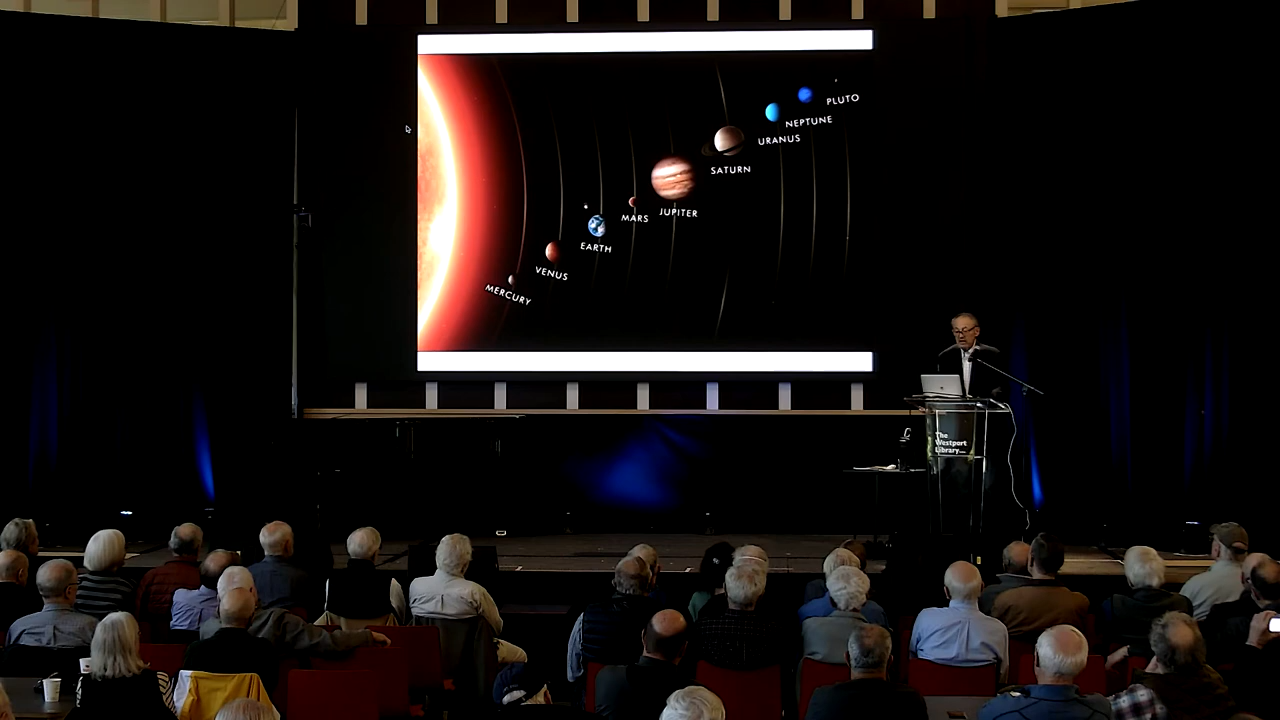 PLUTO
NEPTUNE
URANUS
SATURN
JUPITER
MARS
EARTH
VENUS
MERCURY
The
Westport
Library